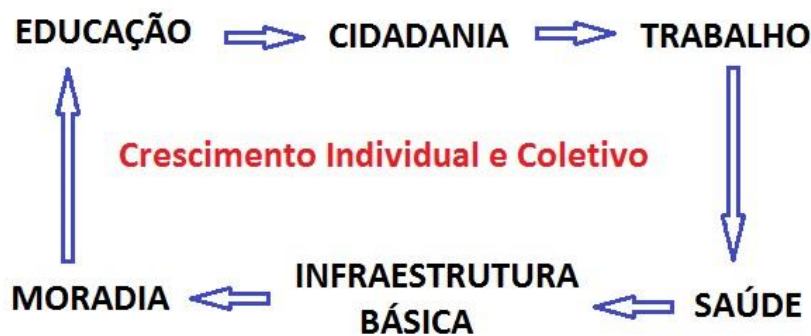 EDUCAÇÃO CIDADANIA TRABALHO
Crescimento Individual e Coletivo
MORADIA INFRAESTRUTURA BÁSICA SAÚDE